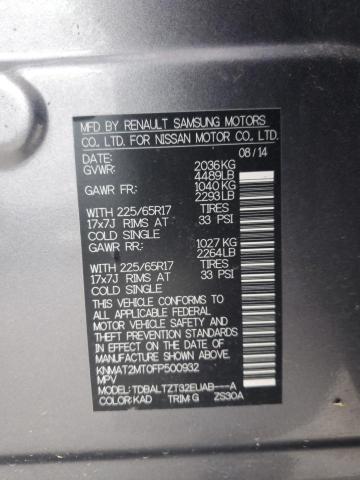 MFD BY RENAULT SAMSUNG MOTORS
CO., LTD. FOR NISSAN MOTOR CO., LTD.
DATE: 08/14
GVWR: 2036KG
4489LB
GAWR FR: 1040KG
2293LB
WITH 225/65R17 TIRES
17x7J RIMS AT 33 PSI
COLD SINGLE
GAWR RR: 1027KG
2264LB
WITH 225/65R17 TIRES
17x7J RIMS AT 33 PSI
COLD SINGLE
THIS VEHICLE CONFORMS TO
ALL APPLICABLE FEDERAL
MOTOR VEHICLE SAFETY AND
THEFT PREVENTION STANDARDS
IN EFFECT ON THE DATE OF
MANUFACTURE SHOWN ABOVE.
KNMAT2MT0FP500932
MPV
MODEL: TDBALTZT32EUAB---A
COLOR: KAD TRIM: G ZS30A